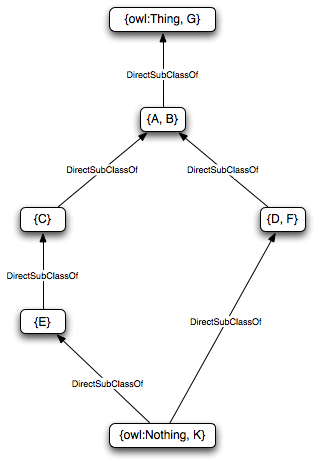 {owl:Thing, G}
DirectSubClassOf
{A, B}
DirectSubClassOf
DirectSubClassOf
{C}
{D, F}
DirectSubClassOf
{E}
DirectSubClassOf
DirectSubClassOf
{owl:Nothing, K}